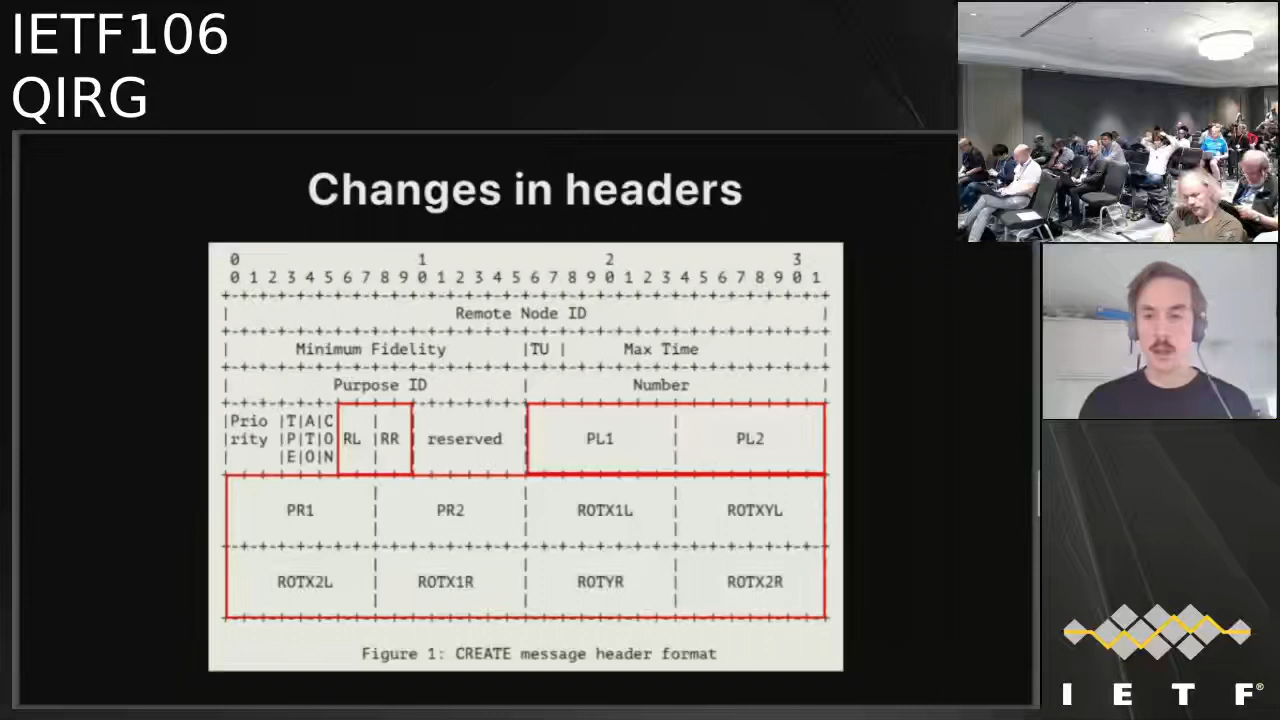 IETF106
QIRG
Changes in headers
0 1 2 3
0 1 2 3 4 5 6 7 8 9 0 1 2 3 4 5 6 7 8 9 0 1 2 3 4 5 6 7 8 9 0 1
+-+-+-+-+-+-+-+-+-+-+-+-+-+-+-+-+-+-+-+-+-+-+-+-+-+-+-+-+-+-+-+-+
| Remote Node ID |
+-+-+-+-+-+-+-+-+-+-+-+-+-+-+-+-+-+-+-+-+-+-+-+-+-+-+-+-+-+-+-+-+
| Minimum Fidelity |TU | Max Time |
+-+-+-+-+-+-+-+-+-+-+-+-+-+-+-+-+-+-+-+-+-+-+-+-+-+-+-+-+-+-+-+-+
| Purpose ID | Number |
+-+-+-+-+-+-+-+-+-+-+-+-+-+-+-+-+-+-+-+-+-+-+-+-+-+-+-+-+-+-+-+-+
|Prio |T|A|C
|rity |P|T|O RL |RR reserved PL1 PL2
|E|O|N
PR1 | PR2 | ROTX1L | ROTXYL
ROTX2L | ROTX1R | ROTYR | ROTX2R
Figure 1: CREATE message header format
I E T F®